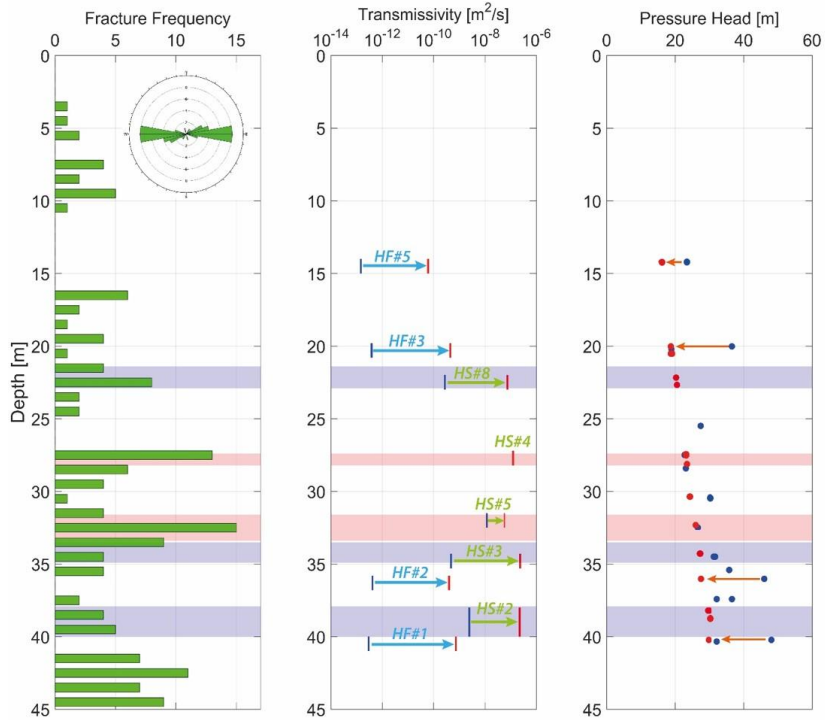 Fracture Frequency
0 5 10 15
0
5
10
15
20
25
30
35
40
45
Depth [m]
Transmissivity [m²/s]
10⁻¹⁴ 10⁻¹² 10⁻¹⁰ 10⁻⁸ 10⁻⁶
0
5
10
15
20
25
30
35
40
45
HF#5
HF#3
HS#8
HS#4
HS#5
HS#3
HF#2
HS#2
HF#1
Pressure Head [m]
0 20 40 60
0
5
10
15
20
25
30
35
40
45